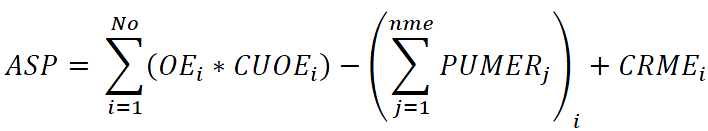 ASP = \sum_{i=1}^{No} (OE_i * CUOE_i) - \left( \sum_{j=1}^{nme} PUMER_j \right)_i + CRME_i